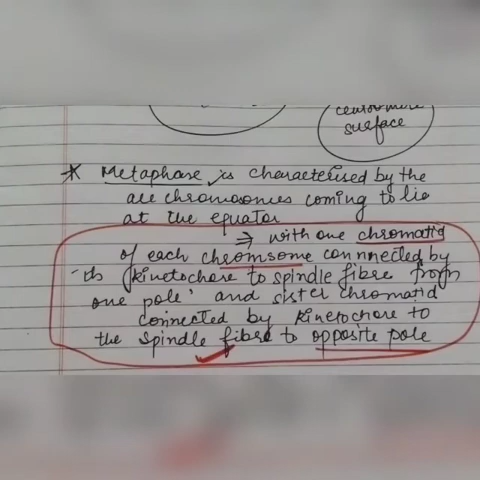 centromere
surface
* Metaphase is characterised by the
all chromosomes coming to lie
at the equator
⇒ with one chromatid
of each chromsome connected by
its kinetochore to spindle fibre from
one pole' and sister chromatid
connected by kinetochore to
the spindle fibre to opposite pole